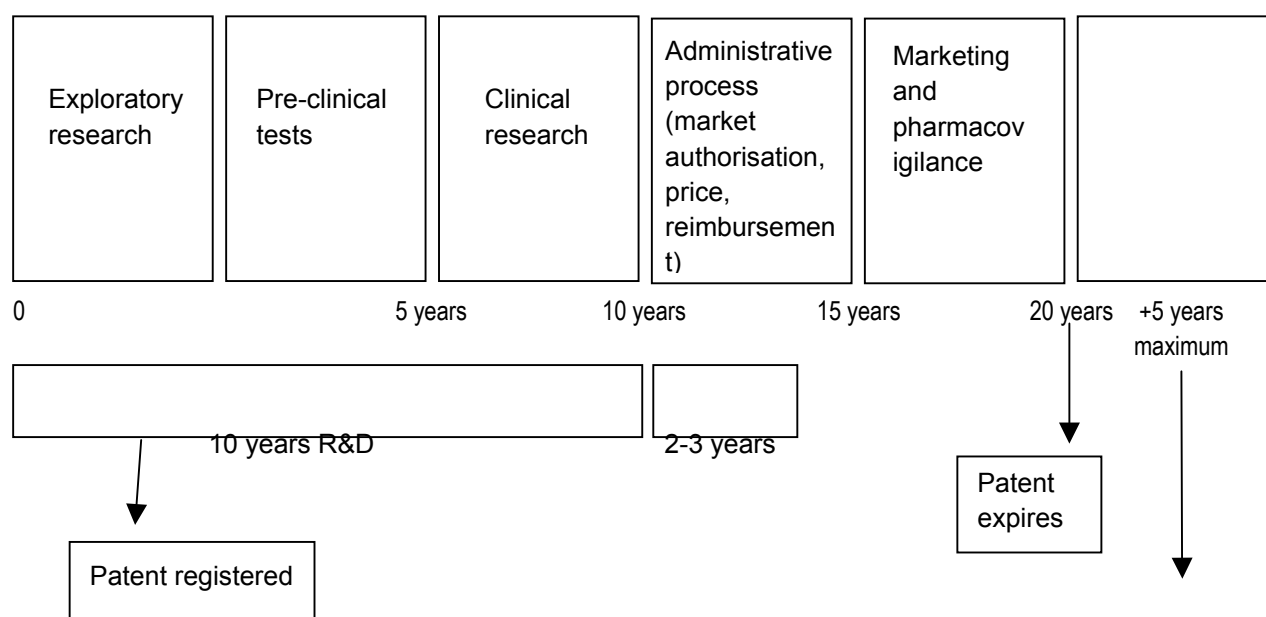 Exploratory
research
Pre-clinical
tests
Clinical
research
Administrative
process
(market
authorisation,
price,
reimbursemen
t)
Marketing
and
pharmacov
igilance
0
5 years
10 years
15 years
20 years
+5 years
maximum
10 years R&D
2-3 years
Patent registered
Patent
expires